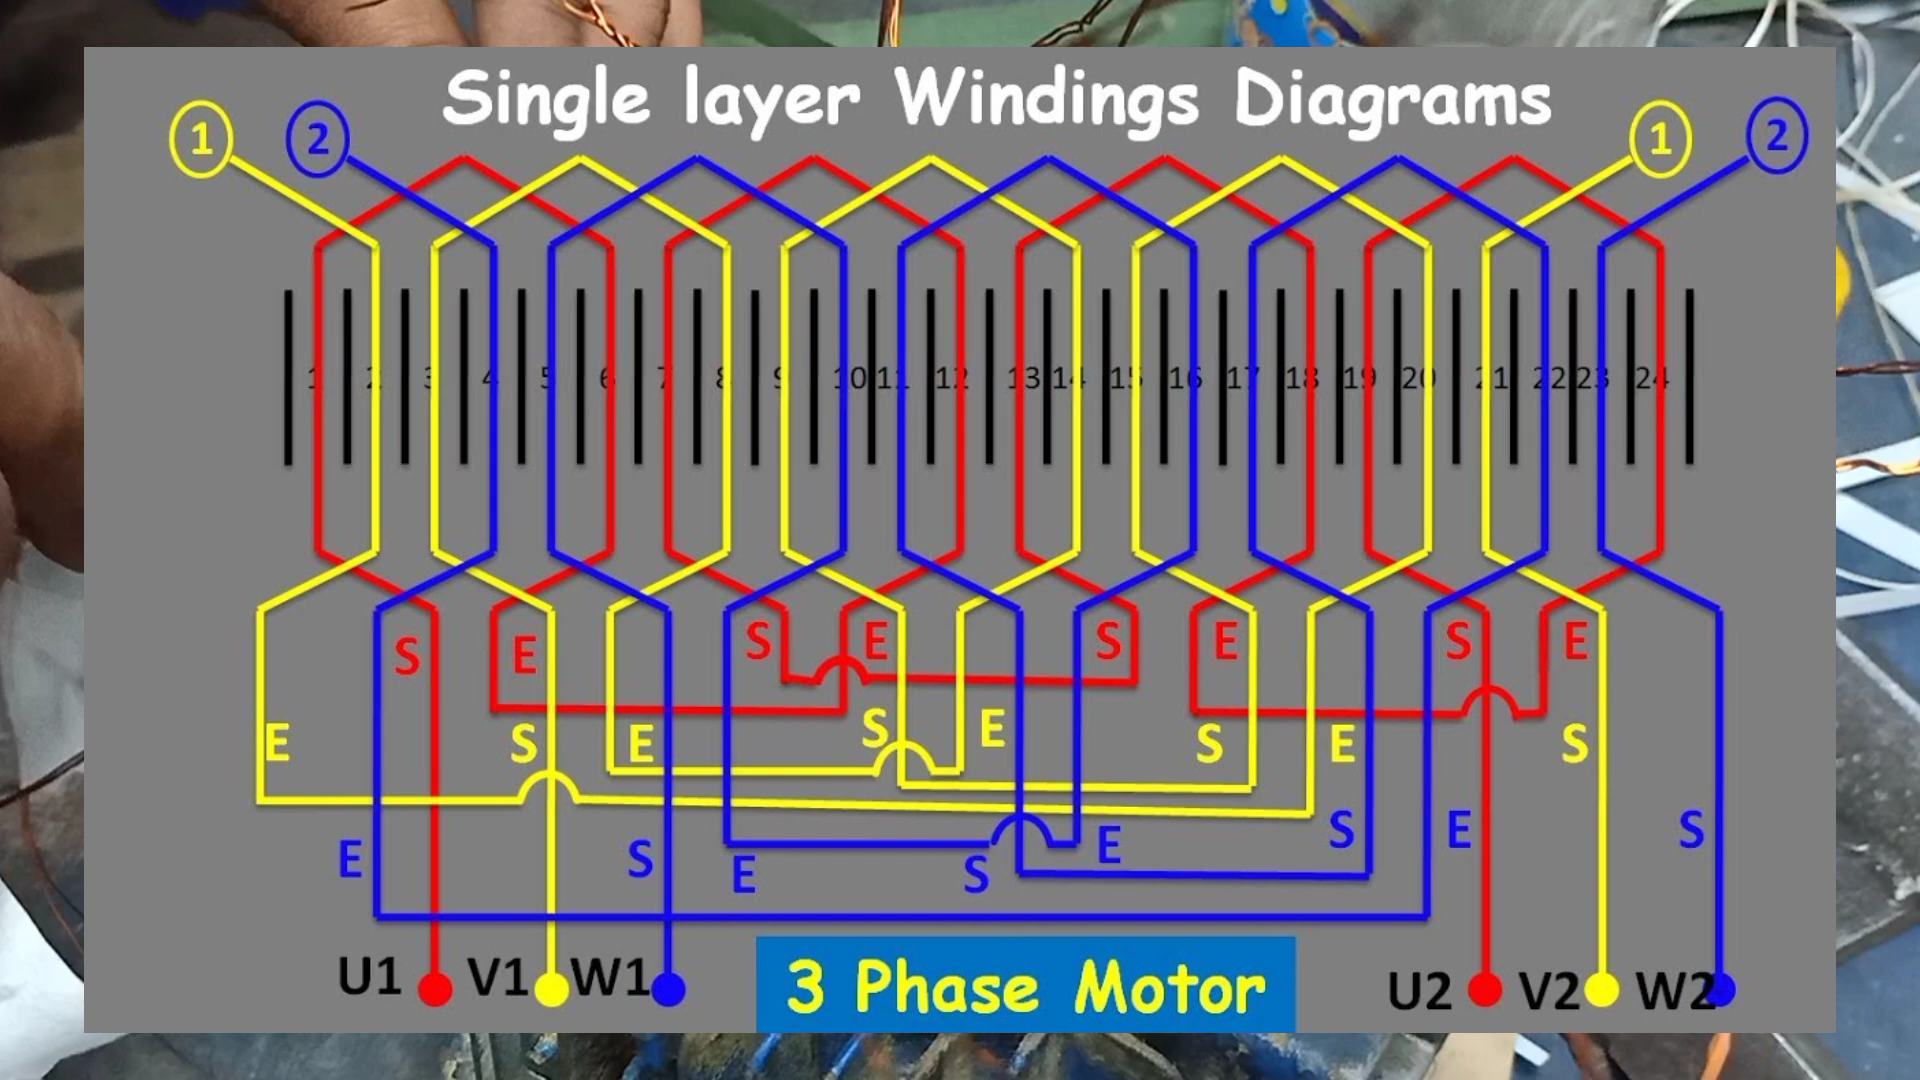 Single layer Windings Diagrams
1 2 1 2
1 2 3 4 5 6 7 8 9 10 11 12 13 14 15 16 17 18 19 20 21 22 23 24
S E S E S E S E
E S E S E S E S
E S E S E S E S
U1 V1 W1 U2 V2 W2
3 Phase Motor